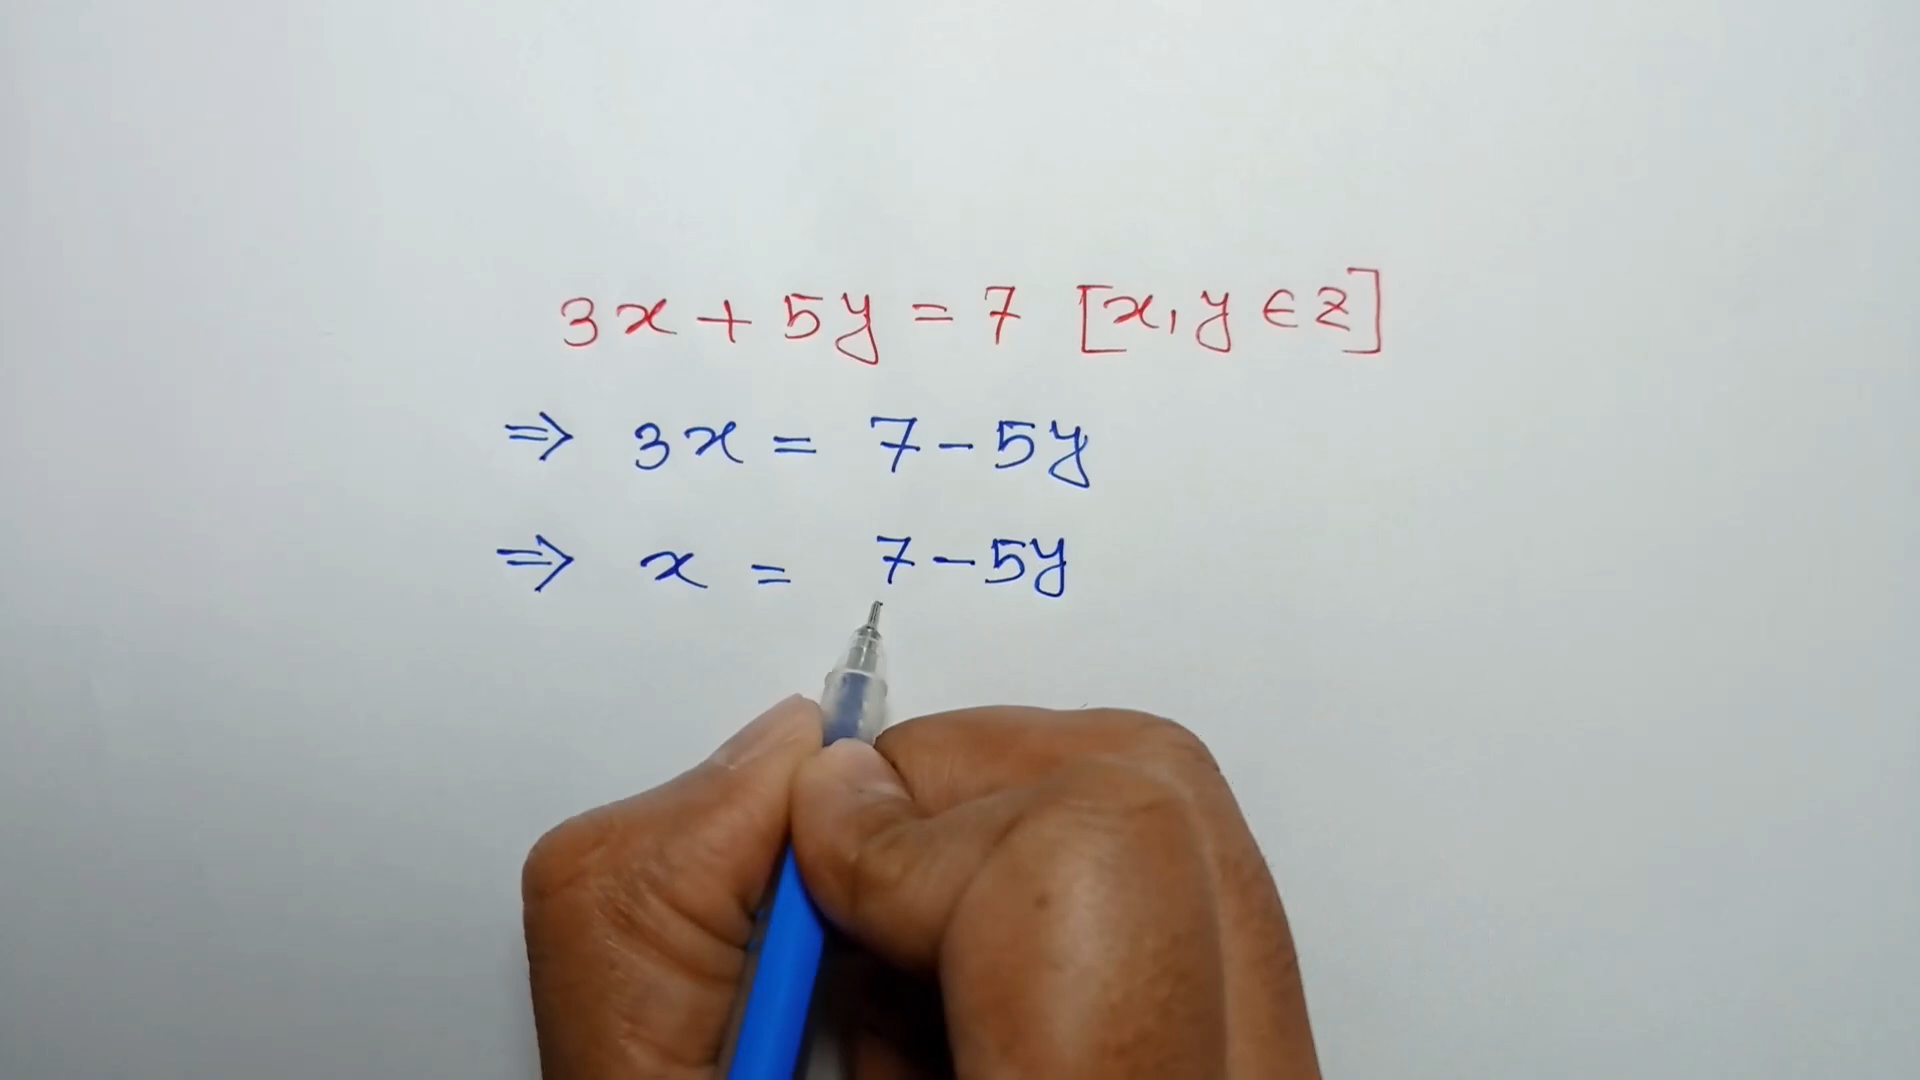 3x + 5y = 7 [x, y ∈ z]
⇒ 3x = 7 - 5y
⇒ x = 7 - 5y